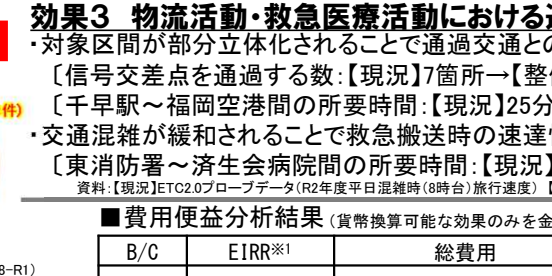 効果3　物流活動・救急医療活動における
・対象区間が部分立体化されることで通過交通との
〔信号交差点を通過する数:【現況】7箇所→【整
件)
〔千早駅～福岡空港間の所要時間:【現況】25分
・交通混雑が緩和されることで救急搬送時の速達
〔東消防署～済生会病院間の所要時間:【現況】
資料:【現況】ETC2.0プローブデータ(R2年度平日混雑時(8時台)旅行速度)【
■費用便益分析結果(貨幣換算可能な効果のみを金
B/C EIRR※1 総費用
8-R1)